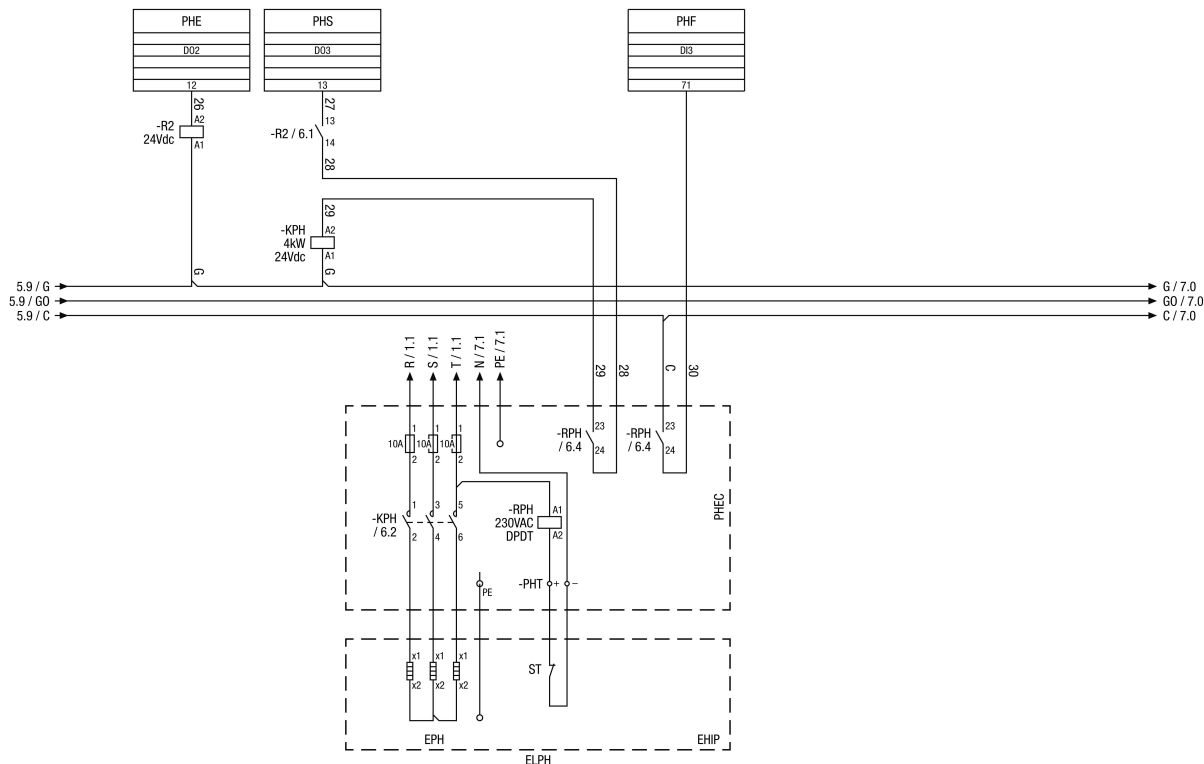 PHE PHS PHF
DO2 DO3 DI3
12 13 71
26 27
A2 13
-R2 -R2 / 6.1
24Vdc
A1 14
28
29
-KPH A2
4kW
24Vdc A1
G G
5.9 / G G / 7.0
5.9 / G0 G0 / 7.0
5.9 / C C / 7.0
R / 1.1 S / 1.1 T / 1.1 N / 7.1 PE / 7.1
29 28 C 30
1 1 1 23 23
10A 10A 10A -RPH -RPH
/ 6.4 / 6.4
2 2 2 24 24
PHEC
1 3 5 -RPH A1
-KPH 230VAC
/ 6.2 DPDT A2
2 4 6
-PHT + –
PE
x1 x1 x1 ST
x2 x2 x2
EPH EHIP
ELPH